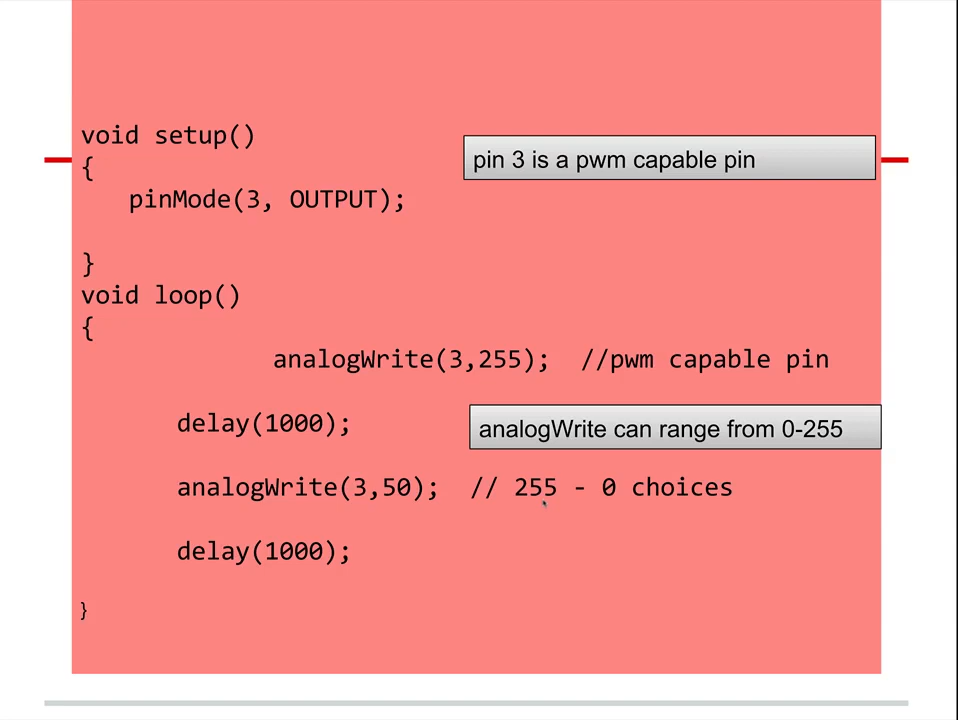 void setup()
{
pin 3 is a pwm capable pin
pinMode(3, OUTPUT);
}
void loop()
{
analogWrite(3,255);  //pwm capable pin
delay(1000);
analogWrite can range from 0-255
analogWrite(3,50);  // 255 - 0 choices
delay(1000);
}